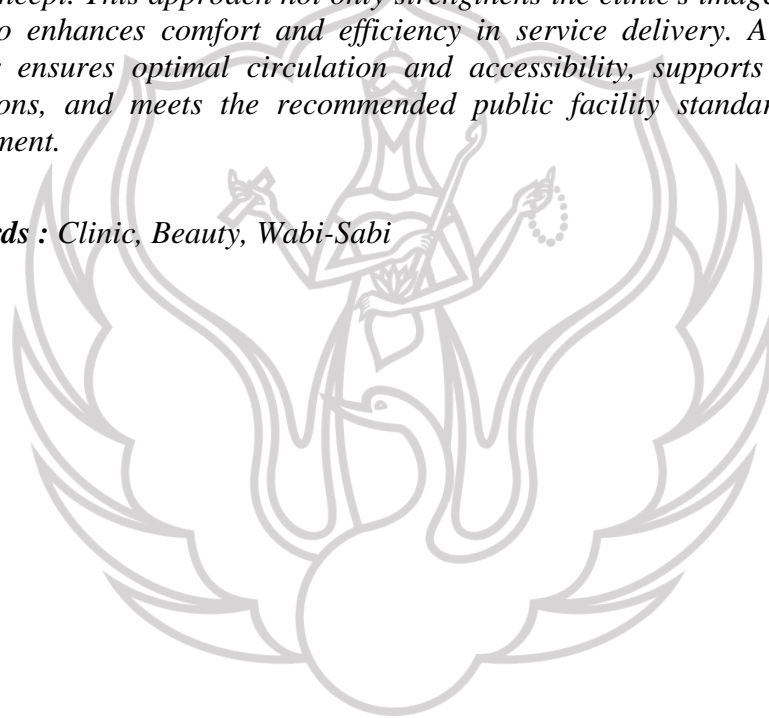 concept. This approach not only strengthens the clinic's image
o enhances comfort and efficiency in service delivery. A
ensures optimal circulation and accessibility, supports
ons, and meets the recommended public facility standar
ment.
ds : Clinic, Beauty, Wabi-Sabi